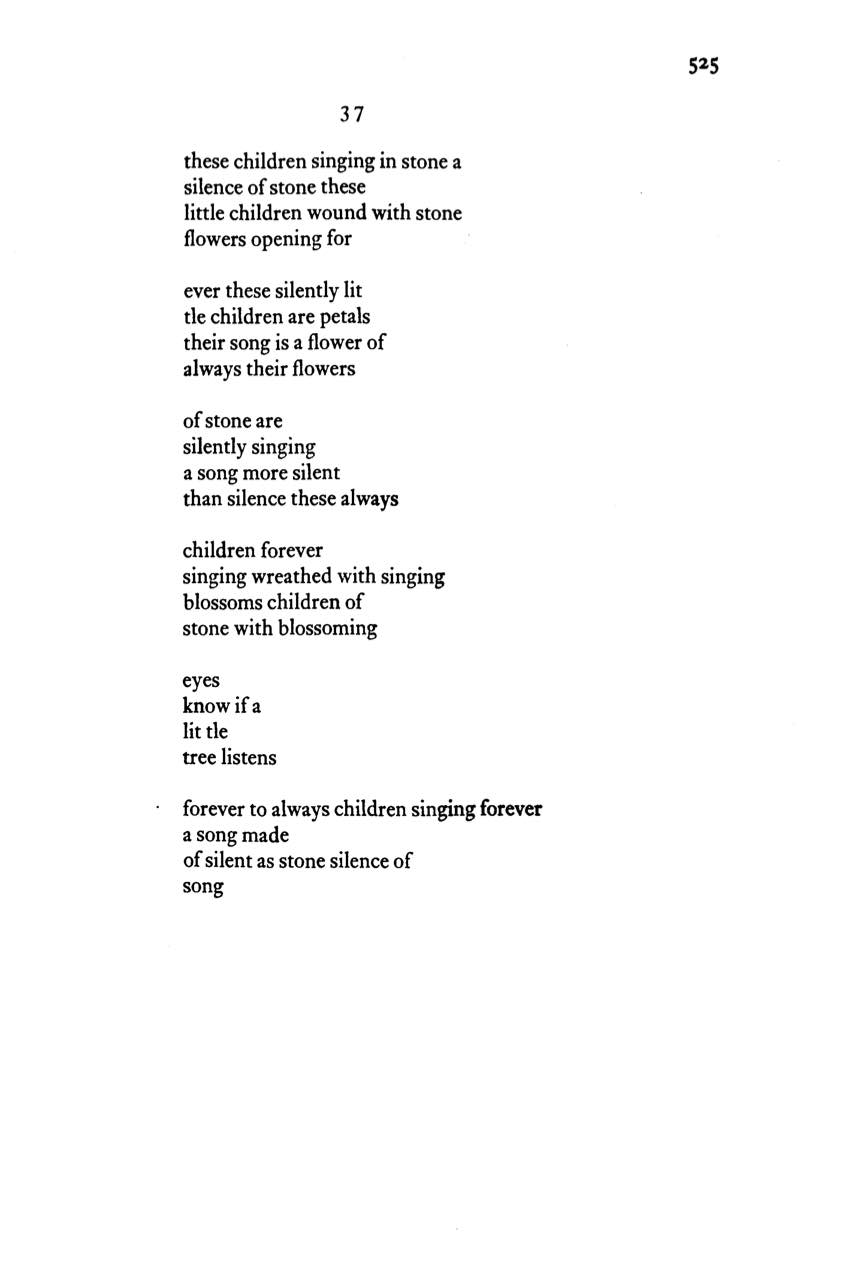 525
37
these children singing in stone a
silence of stone these
little children wound with stone
flowers opening for
ever these silently lit
tle children are petals
their song is a flower of
always their flowers
of stone are
silently singing
a song more silent
than silence these always
children forever
singing wreathed with singing
blossoms children of
stone with blossoming
eyes
know if a
lit tle
tree listens
forever to always children singing forever
a song made
of silent as stone silence of
song